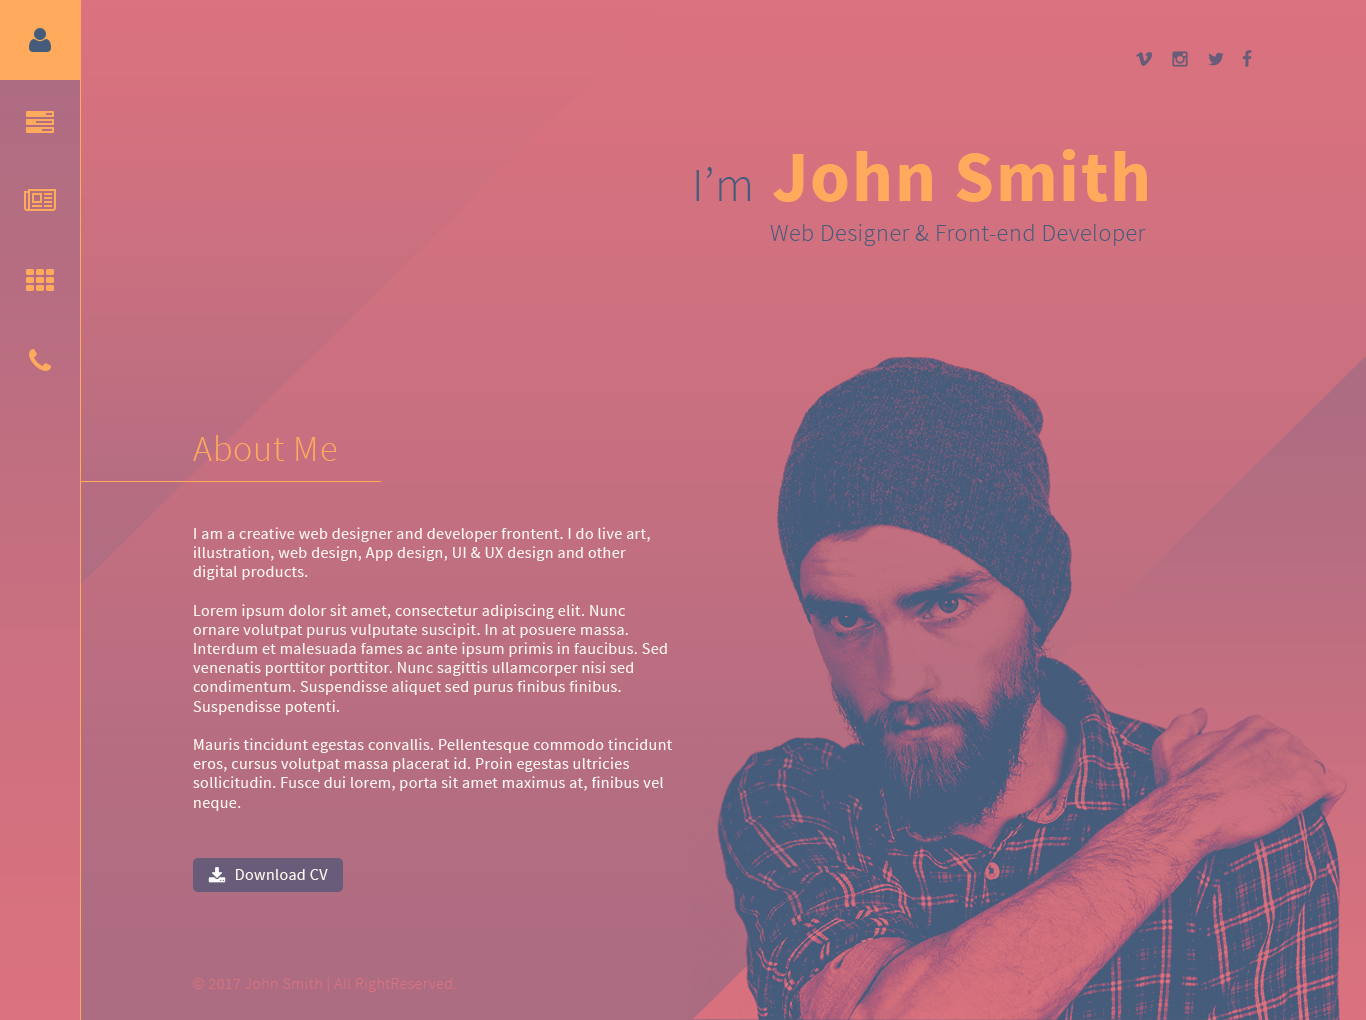 I’m John Smith
Web Designer & Front-end Developer
About Me
I am a creative web designer and developer frontent. I do live art,
illustration, web design, App design, UI & UX design and other
digital products.
Lorem ipsum dolor sit amet, consectetur adipiscing elit. Nunc
ornare volutpat purus vulputate suscipit. In at posuere massa.
Interdum et malesuada fames ac ante ipsum primis in faucibus. Sed
venenatis porttitor porttitor. Nunc sagittis ullamcorper nisi sed
condimentum. Suspendisse aliquet sed purus finibus finibus.
Suspendisse potenti.
Mauris tincidunt egestas convallis. Pellentesque commodo tincidunt
eros, cursus volutpat massa placerat id. Proin egestas ultricies
sollicitudin. Fusce dui lorem, porta sit amet maximus at, finibus vel
neque.
Download CV
© 2017 John Smith | All RightReserved.